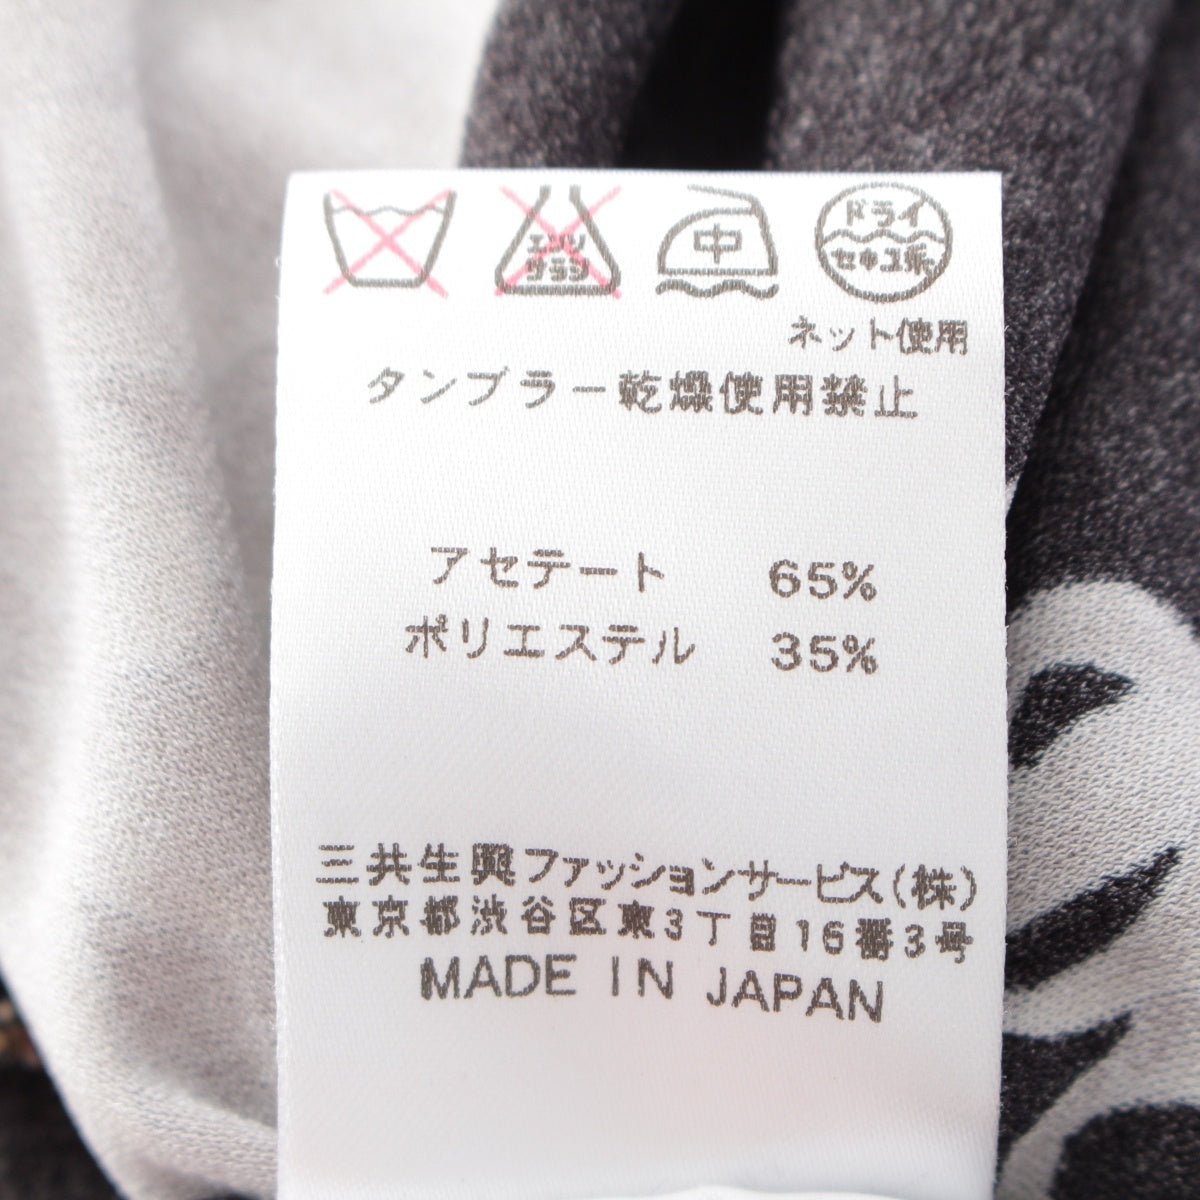 エンソ サラシ 中 ドライ セキユ系
ネット使用
タンブラー乾燥使用禁止
アセテート 65%
ポリエステル 35%
三共生興ファッションサービス(株)
東京都渋谷区東3丁目16番3号
MADE IN JAPAN